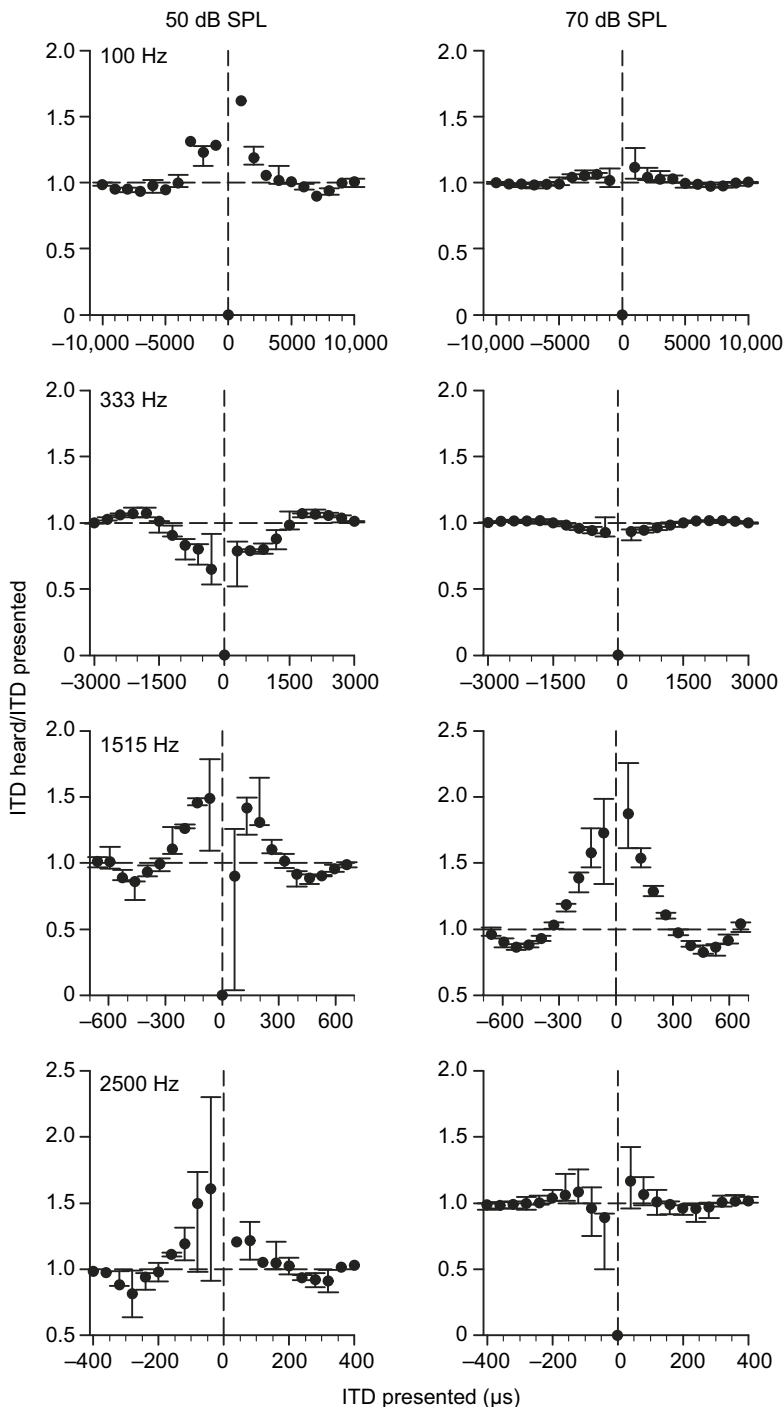 50 dB SPL 70 dB SPL
2.0 2.0
100 Hz
1.5 1.5
1.0 1.0
0.5 0.5
0 0
–10,000 –5000 0 5000 10,000 –10,000 –5000 0 5000 10,000
2.0 2.0
333 Hz
1.5 1.5
1.0 1.0
0.5 0.5
0 0
–3000 –1500 0 1500 3000 –3000 –1500 0 1500 3000
ITD heard/ITD presented
2.0 2.5
1515 Hz
1.5 2.0
1.0 1.5
0.5 1.0
0 0.5
–600 –300 0 300 600 –600 –300 0 300 600
2.5 2.0
2500 Hz
2.0 1.5
1.5 1.0
1.0 0.5
0.5 0
–400 –200 0 200 400 –400 –200 0 200 400
ITD presented (µs)